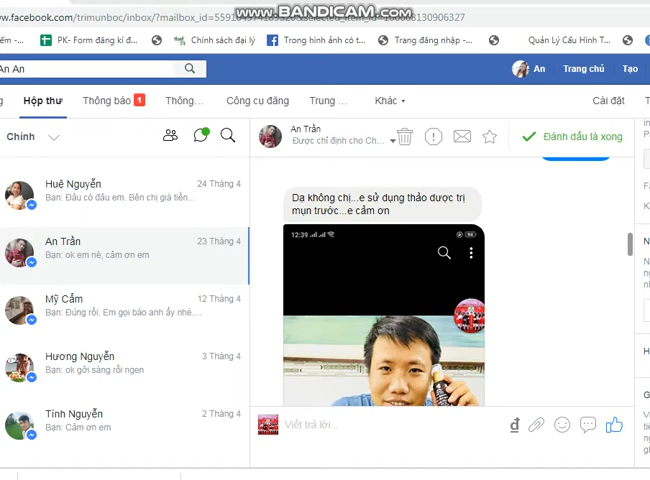 www.BANDICAM.com
w.facebook.com/trimunboc/inbox/?mailbox_id=
PK- Form đăng kí đ...
Chính sách đại lý
Trong hình ảnh có t...
Trang đăng nhập -...
Quản Lý Cấu Hình T...
An An
An
Trang chủ
Tạo
Hộp thư
Thông báo 1
Thông...
Công cụ đăng
Trung ...
Khác
Cài đặt
Chính
An Trần
Được chỉ định cho Ch...
Đánh dấu là xong
Huê Nguyễn
24 Tháng 4
Bạn: Đâu có đâu em. Bên chị giá tiền...
An Trần
23 Tháng 4
Bạn: ok em nè, cảm ơn em
Mỹ Cẩm
12 Tháng 4
Bạn: Đúng rồi. Em gọi báo anh ấy nhé....
Hương Nguyễn
3 Tháng 4
Bạn: ok gởi sàng rồi ngen
Tính Nguyễn
2 Tháng 4
Bạn: Cảm ơn em
Dạ không chị...e sử dụng thảo dược trị
mụn trước...e cảm ơn
12:39
Viết trả lời...
đ